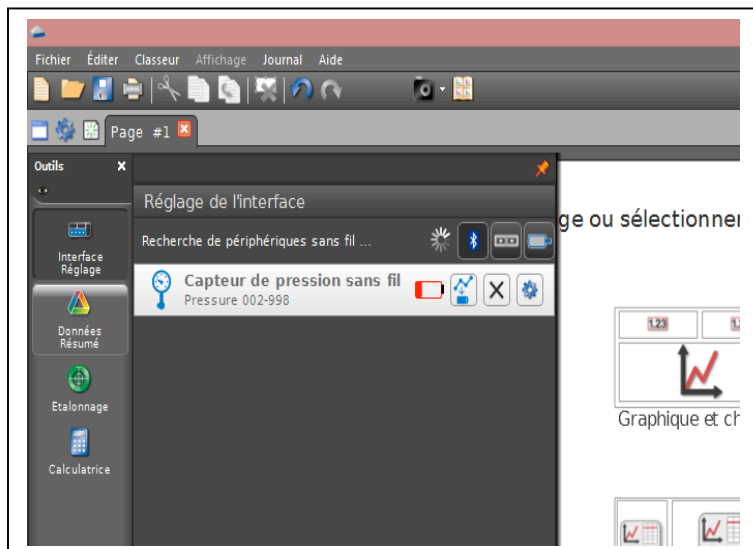 Fichier Éditer Classeur Affichage Journal Aide
Page #1
Outils
Réglage de l'interface
Recherche de périphériques sans fil ...
Capteur de pression sans fil
Pressure 002-998
Interface
Réglage
Données
Résumé
Etalonnage
Calculatrice
ge ou sélectionner
1.23
Graphique et ch